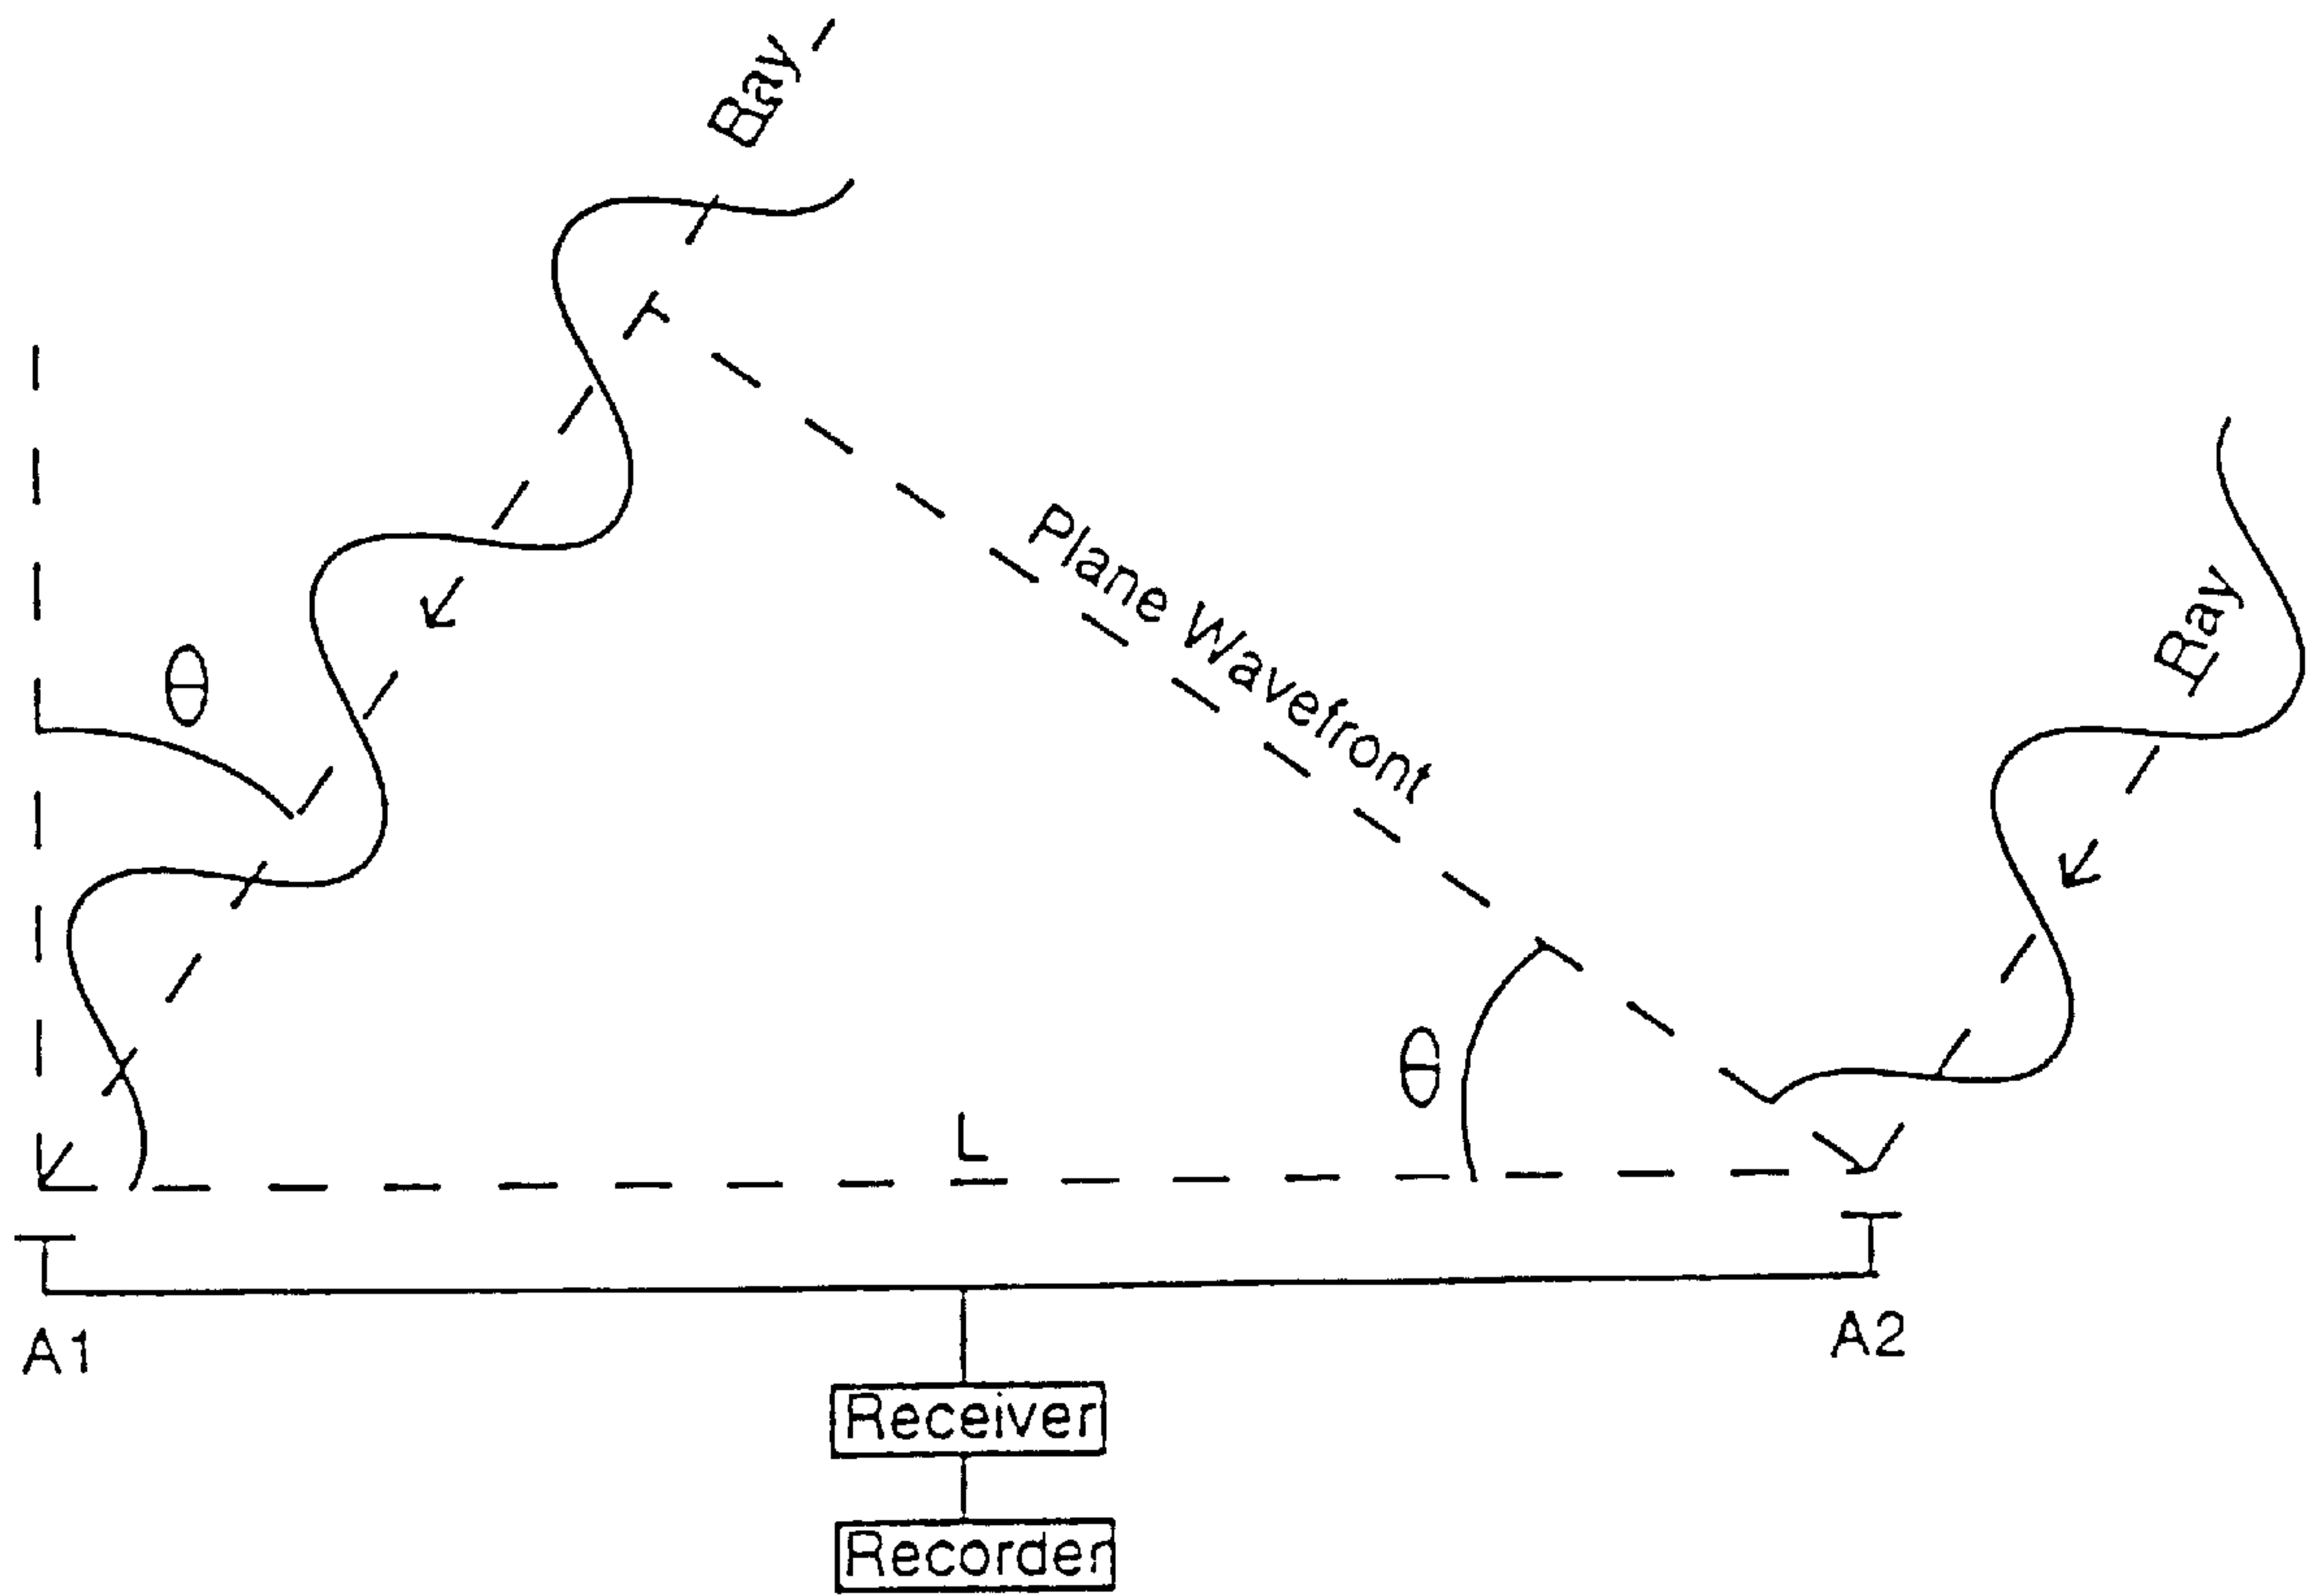 Ray
θ
Plane Wavefront
Ray
θ
L
A1
A2
Receiver
Recorder